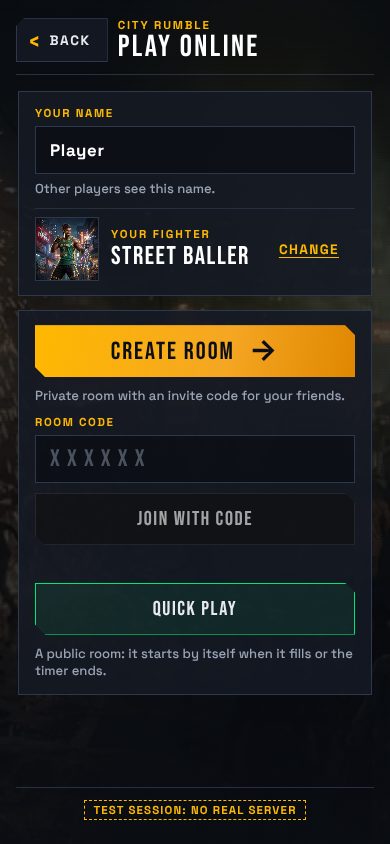 < BACK
CITY RUMBLE
PLAY ONLINE
YOUR NAME
Player
Other players see this name.
YOUR FIGHTER
STREET BALLER
CHANGE
CREATE ROOM →
Private room with an invite code for your friends.
ROOM CODE
XXXXXX
JOIN WITH CODE
QUICK PLAY
A public room: it starts by itself when it fills or the
timer ends.
TEST SESSION: NO REAL SERVER